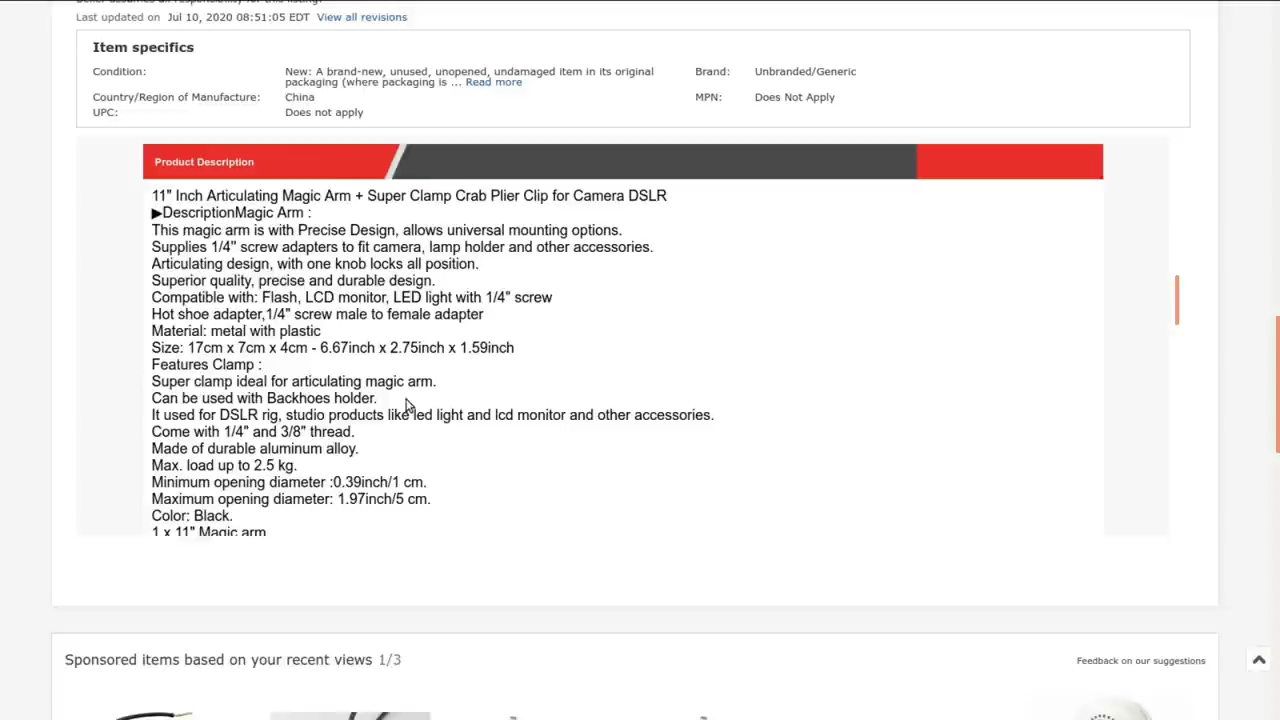 Last updated on Jul 10, 2020 08:51:05 EDT View all revisions
Item specifics
Condition: New: A brand-new, unused, unopened, undamaged item in its original packaging (where packaging is ... Read more
Brand: Unbranded/Generic
Country/Region of Manufacture: China
MPN: Does Not Apply
UPC: Does not apply
Product Description
11" Inch Articulating Magic Arm + Super Clamp Crab Plier Clip for Camera DSLR
▶DescriptionMagic Arm :
This magic arm is with Precise Design, allows universal mounting options.
Supplies 1/4'' screw adapters to fit camera, lamp holder and other accessories.
Articulating design, with one knob locks all position.
Superior quality, precise and durable design.
Compatible with: Flash, LCD monitor, LED light with 1/4" screw
Hot shoe adapter,1/4" screw male to female adapter
Material: metal with plastic
Size: 17cm x 7cm x 4cm - 6.67inch x 2.75inch x 1.59inch
Features Clamp :
Super clamp ideal for articulating magic arm.
Can be used with Backhoes holder.
It used for DSLR rig, studio products like led light and lcd monitor and other accessories.
Come with 1/4" and 3/8" thread.
Made of durable aluminum alloy.
Max. load up to 2.5 kg.
Minimum opening diameter :0.39inch/1 cm.
Maximum opening diameter: 1.97inch/5 cm.
Color: Black.
1 x 11" Magic arm
Sponsored items based on your recent views 1/3
Feedback on our suggestions